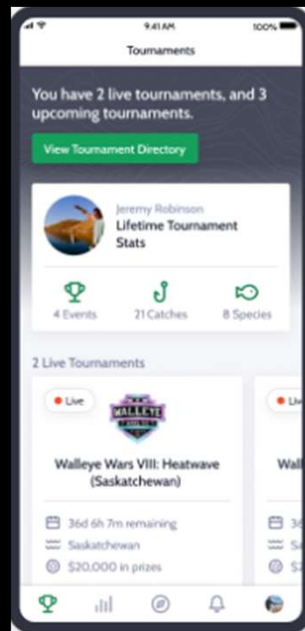 9:41 AM
100%
Tournaments
You have 2 live tournaments, and 3
upcoming tournaments.
View Tournament Directory
Jeremy Robinson
Lifetime Tournament
Stats
4 Events
21 Catches
8 Species
2 Live Tournaments
Live
WALLEYE
Walleye Wars VIII: Heatwave
(Saskatchewan)
36d 6h 7m remaining
Saskatchewan
$20,000 in prizes